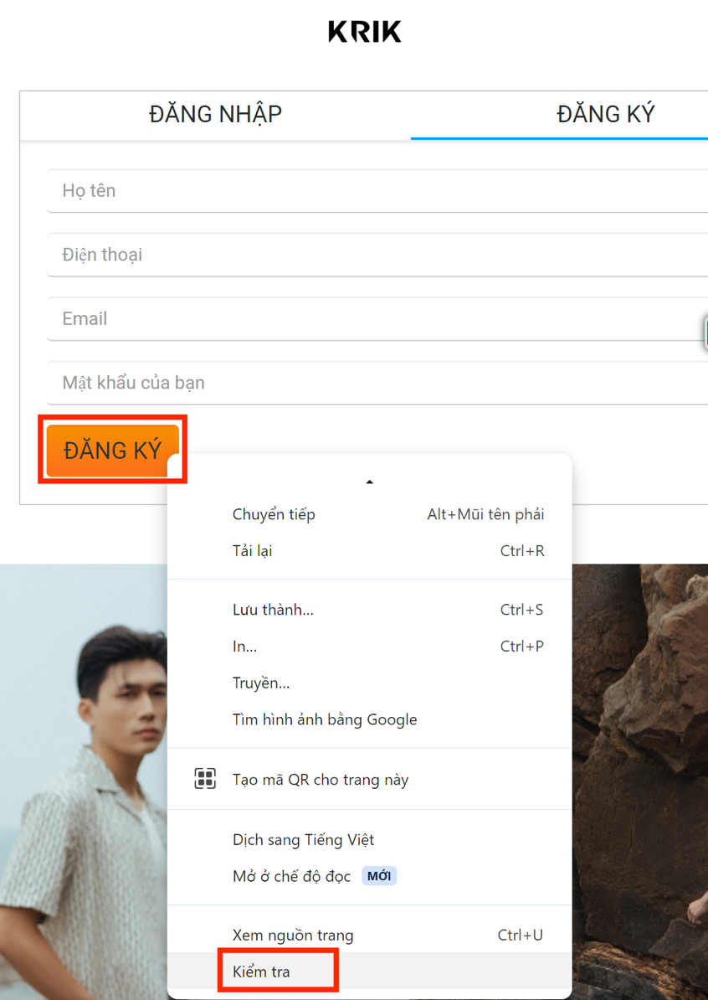 KRIK
ĐĂNG NHẬP
ĐĂNG KÝ
Họ tên
Điện thoại
Email
Mật khẩu của bạn
ĐĂNG KÝ
Chuyển tiếp Alt+Mũi tên phải
Tải lại Ctrl+R
Lưu thành... Ctrl+S
In... Ctrl+P
Truyền...
Tìm hình ảnh bằng Google
Tạo mã QR cho trang này
Dịch sang Tiếng Việt
Mở ở chế độ đọc MỚI
Xem nguồn trang Ctrl+U
Kiểm tra